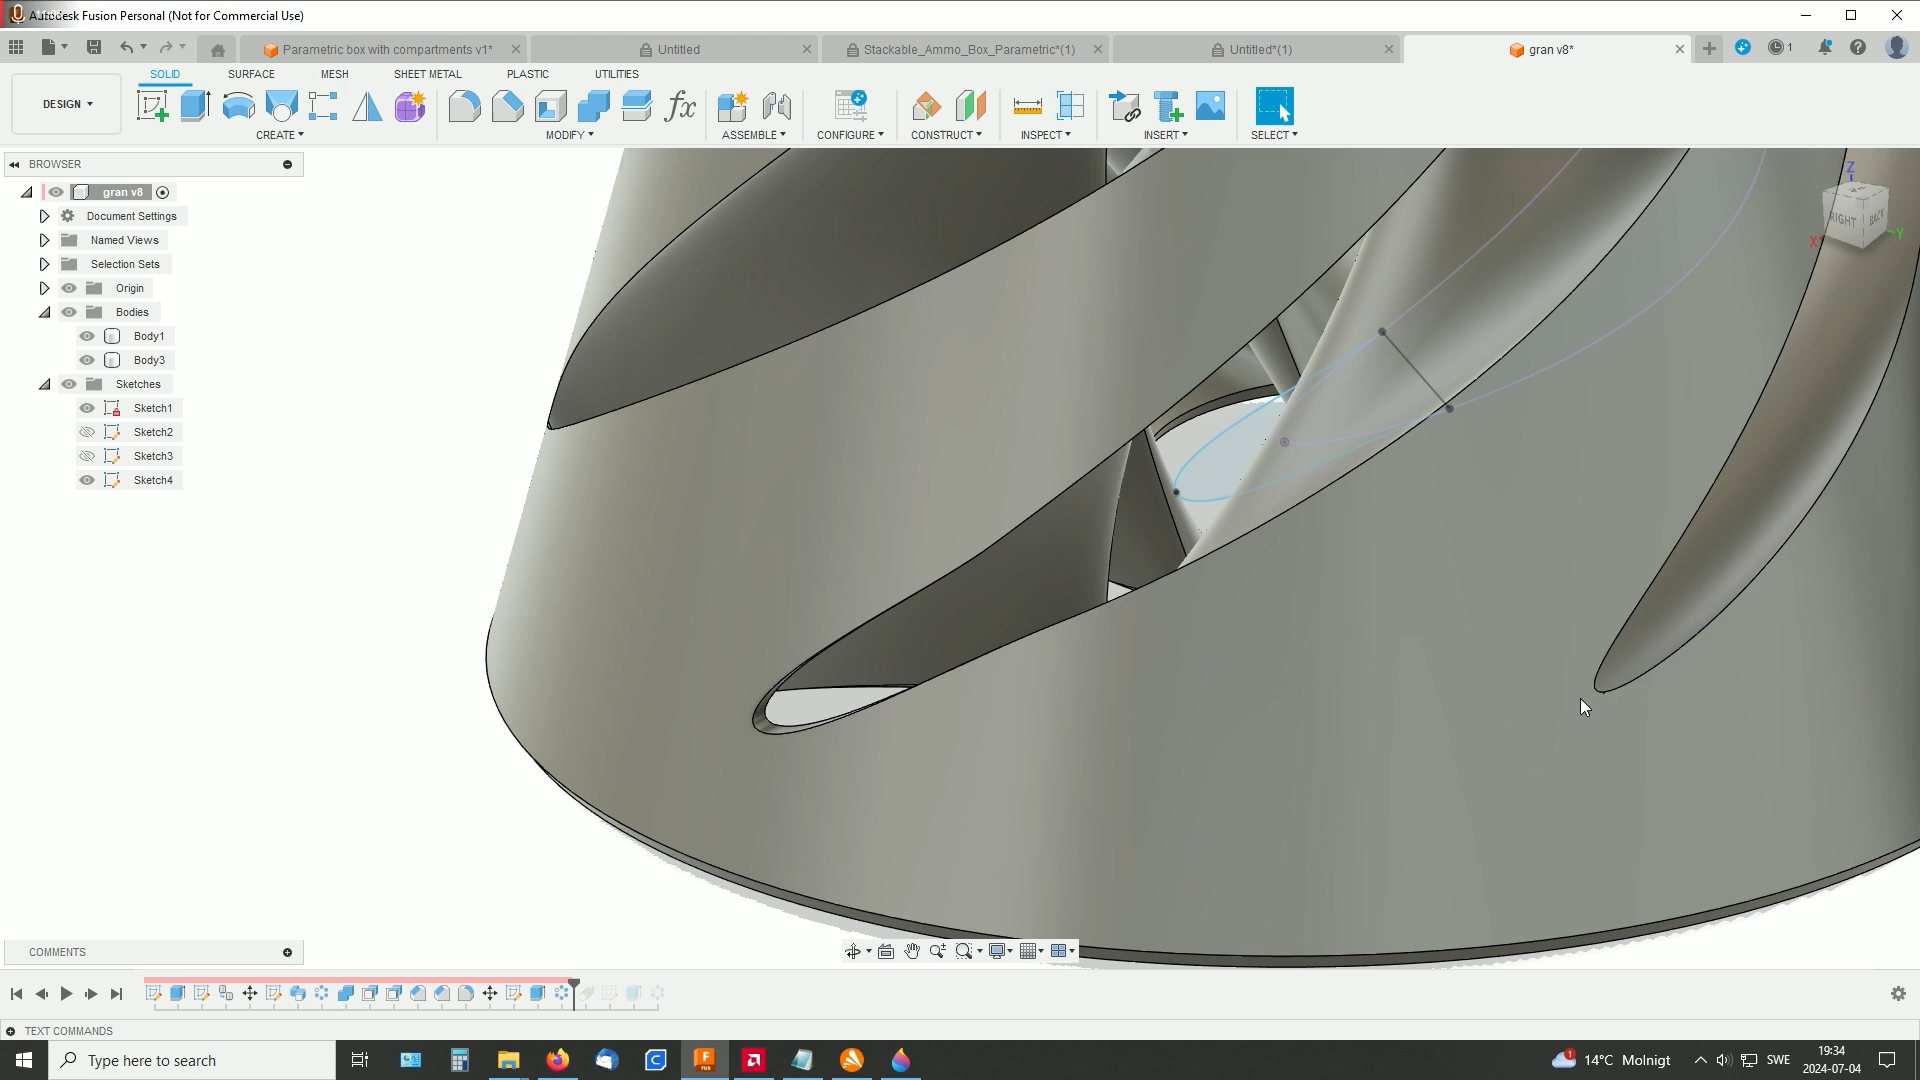 Autodesk Fusion Personal (Not for Commercial Use)
Parametric box with compartments v1*
Untitled
Stackable_Ammo_Box_Parametric*(1)
Untitled*(1)
gran v8*
1
SOLID
SURFACE
MESH
SHEET METAL
PLASTIC
UTILITIES
DESIGN
CREATE
MODIFY
ASSEMBLE
CONFIGURE
CONSTRUCT
INSPECT
INSERT
SELECT
BROWSER
gran v8
Document Settings
Named Views
Selection Sets
Origin
Bodies
Body1
Body3
Sketches
Sketch1
Sketch2
Sketch3
Sketch4
Z
RIGHT
BACK
X
Y
COMMENTS
TEXT COMMANDS
Type here to search
F
FUS
1
14°C Molnigt
SWE
19:34
2024-07-04